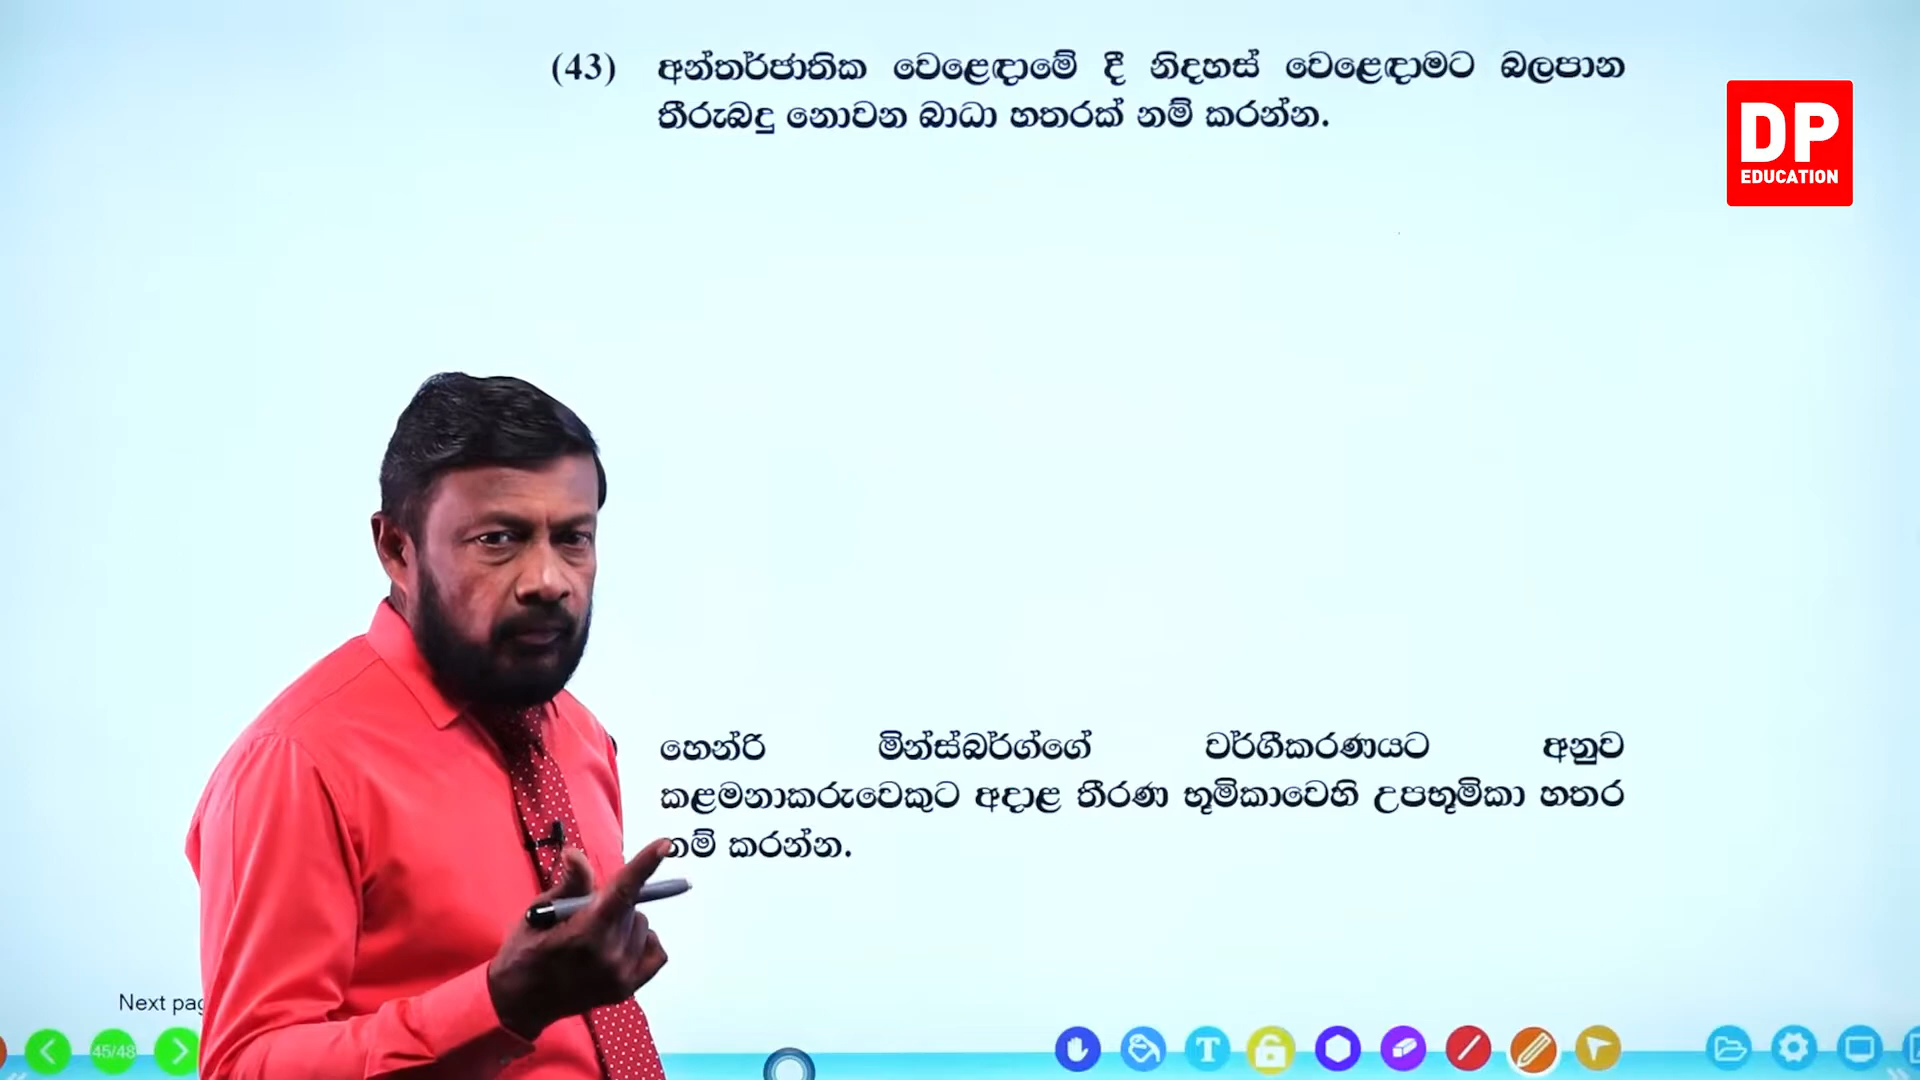 (43) අන්තර්ජාතික වෙළෙඳාමේ දී නිදහස් වෙළෙඳාමට බලපාන
තීරුබදු නොවන බාධා හතරක් නම් කරන්න.
DP
EDUCATION
හෙන්රි මින්ස්බර්ග්ගේ වර්ගීකරණයට අනුව
කළමනාකරුවෙකුට අදාළ තීරණ භූමිකාවෙහි උපභූමිකා හතර
නම් කරන්න.
Next pag
45/48
T